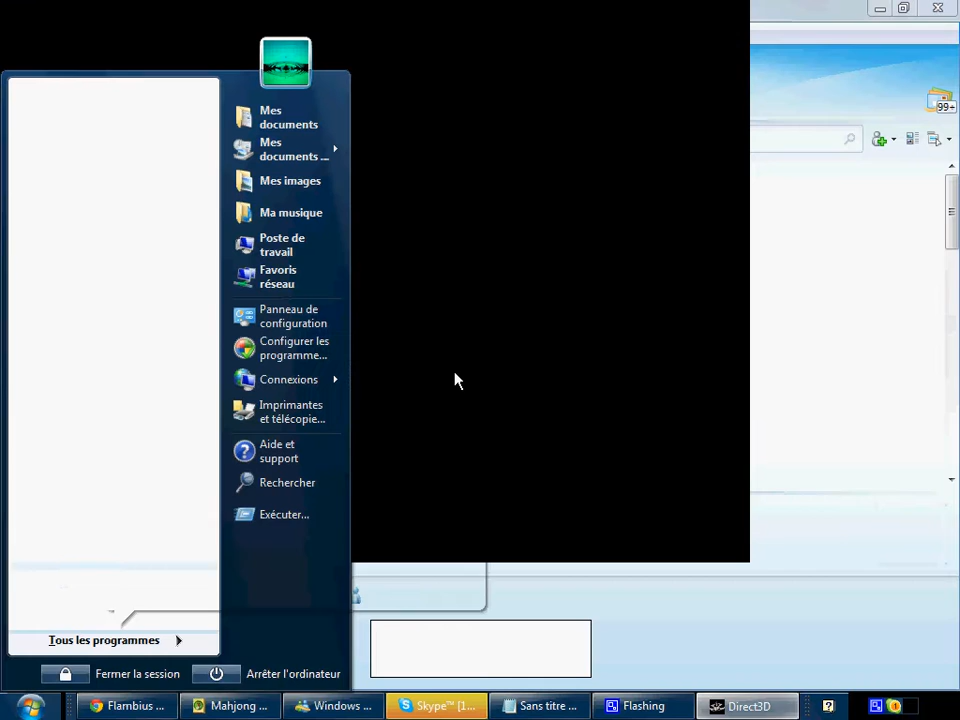 99+
Mes
documents
Mes
documents ...
Mes images
Ma musique
Poste de
travail
Favoris
réseau
Panneau de
configuration
Configurer les
programme...
Connexions
Imprimantes
et télécopie...
Aide et
support
Rechercher
Exécuter...
Tous les programmes
Fermer la session
Arrêter l'ordinateur
Flambius ...
Mahjong ...
Windows ...
Skype™ [1...
Sans titre ...
Flashing
Direct3D